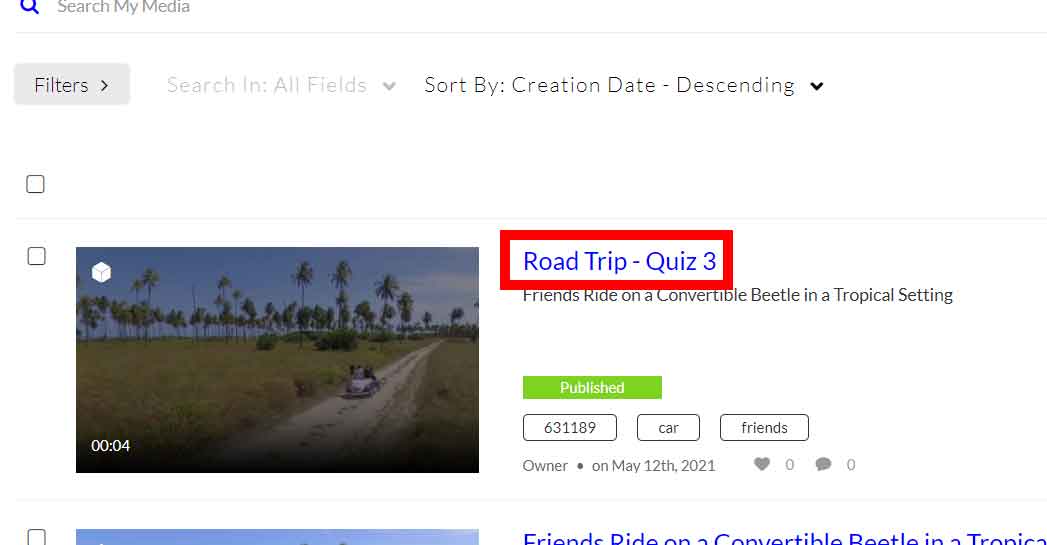 Search My Media
Filters > Search In: All Fields Sort By: Creation Date - Descending
Road Trip - Quiz 3
Friends Ride on a Convertible Beetle in a Tropical Setting
Published
631189 car friends
00:04
Owner • on May 12th, 2021 0 0
Friends Ride on a Convertible Beetle in a Tropica